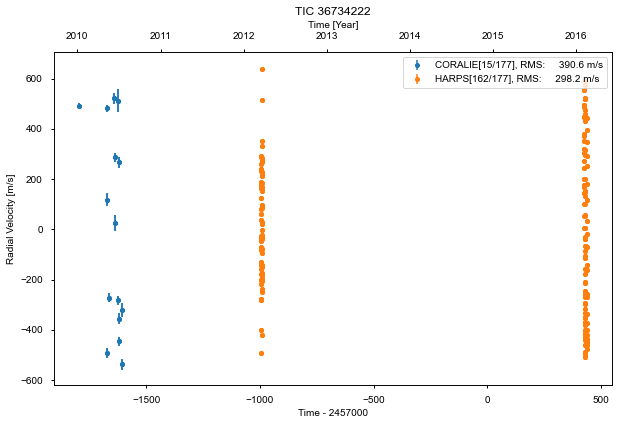 TIC 36734222
Time [Year]
2010 2011 2012 2013 2014 2015 2016
CORALIE[15/177], RMS: 390.6 m/s
HARPS[162/177], RMS: 298.2 m/s
Radial Velocity [m/s]
600
400
200
0
−200
−400
−600
−1500 −1000 −500 0 500
Time - 2457000